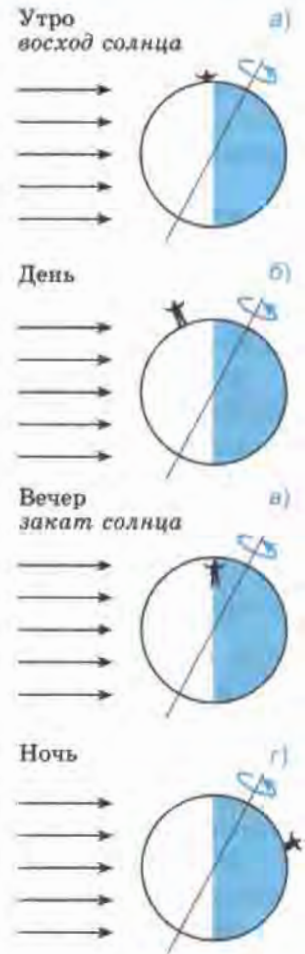 Утро а)
восход солнца
День б)
Вечер в)
закат солнца
Ночь г)